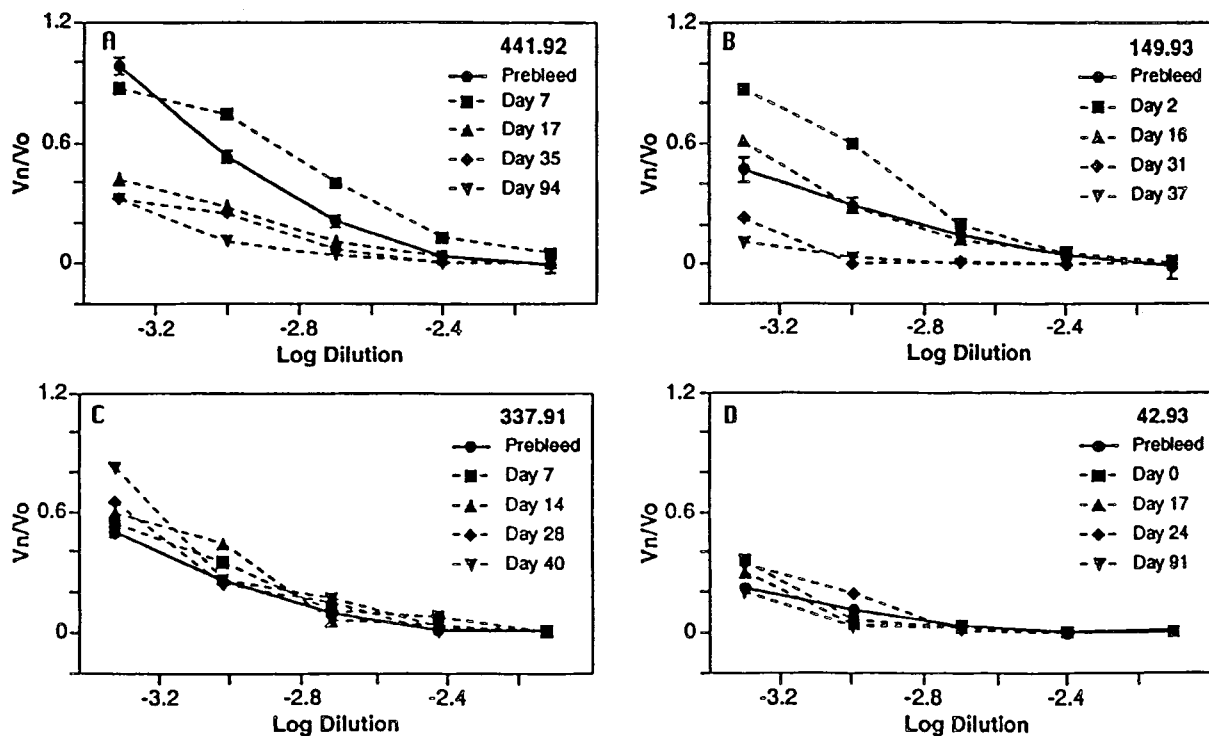 A
441.92
Prebleed
Day 7
Day 17
Day 35
Day 94
1.2
0.6
0
Vn/Vo
-3.2
-2.8
-2.4
Log Dilution
B
149.93
Prebleed
Day 2
Day 16
Day 31
Day 37
1.2
0.6
0
Vn/Vo
-3.2
-2.8
-2.4
Log Dilution
C
337.91
Prebleed
Day 7
Day 14
Day 28
Day 40
1.2
0.6
0
Vn/Vo
-3.2
-2.8
-2.4
Log Dilution
D
42.93
Prebleed
Day 0
Day 17
Day 24
Day 91
1.2
0.6
0
Vn/Vo
-3.2
-2.8
-2.4
Log Dilution